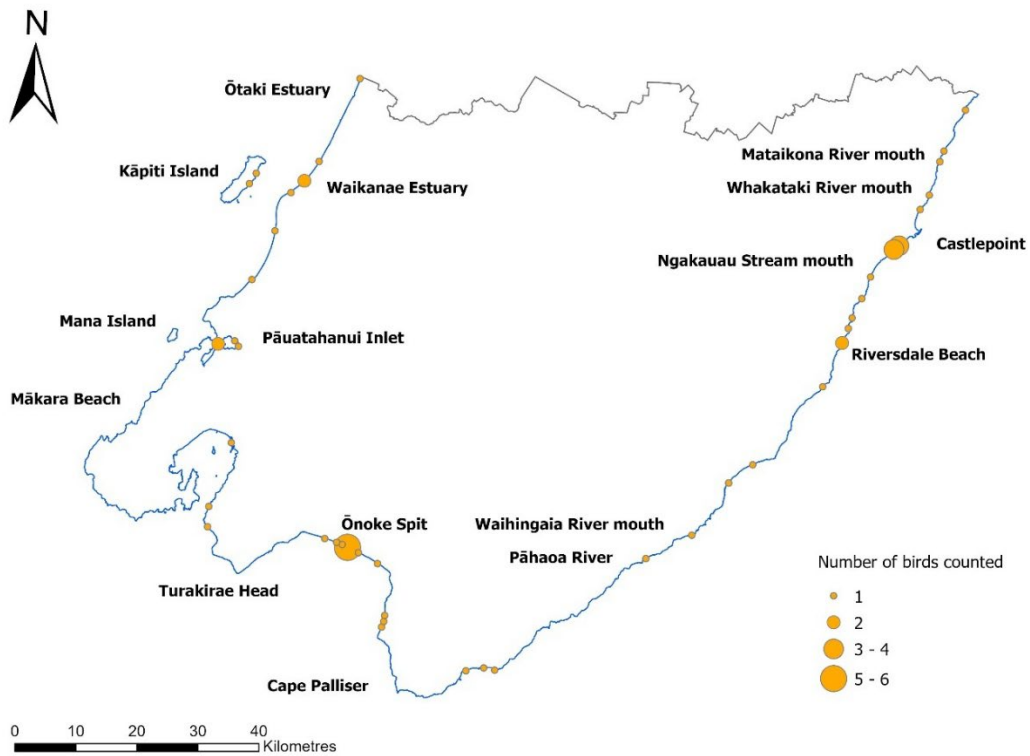 N
Ōtaki Estuary
Mataikona River mouth
Kāpiti Island
Waikanae Estuary
Whakataki River mouth
Castlepoint
Ngakauau Stream mouth
Mana Island
Pāuatahanui Inlet
Riversdale Beach
Mākara Beach
Ōnoke Spit
Waihingaia River mouth
Pāhaoa River
Turakirae Head
Cape Palliser
Number of birds counted
1
2
3 - 4
5 - 6
0 10 20 30 40
Kilometres